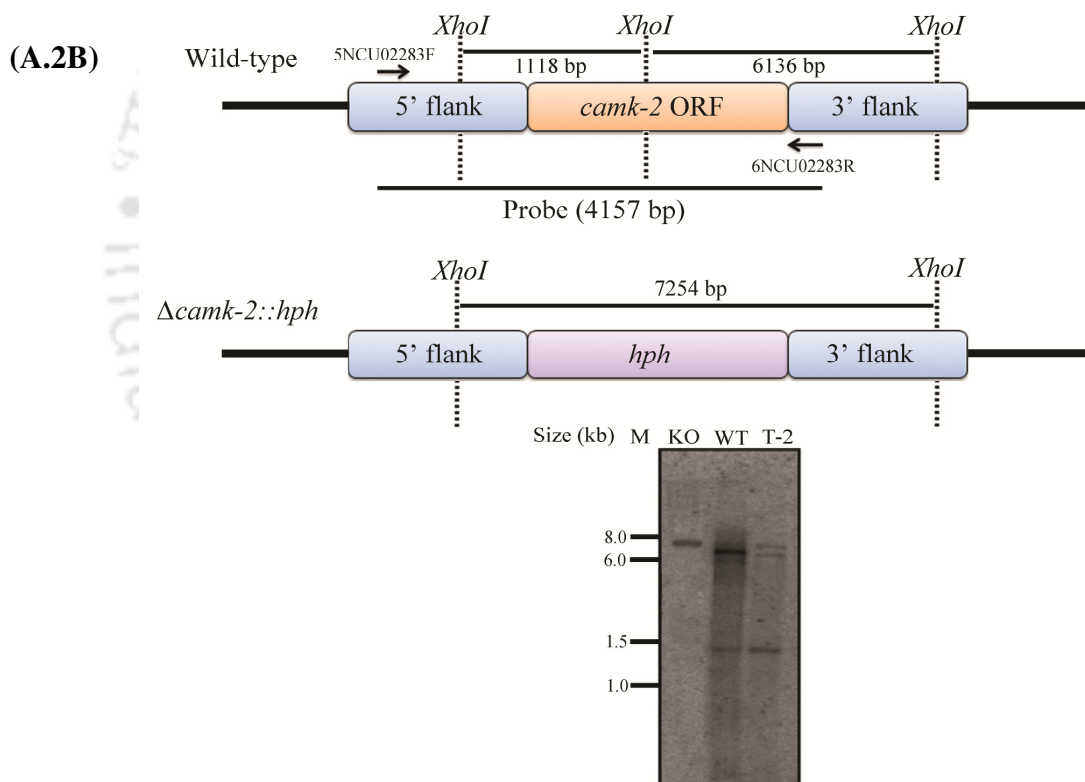 (A.2B)
Wild-type
XhoI XhoI XhoI
5NCU02283F
1118 bp 6136 bp
5’ flank camk-2 ORF 3’ flank
6NCU02283R
Probe (4157 bp)
XhoI XhoI
7254 bp
Δcamk-2::hph
5’ flank hph 3’ flank
Size (kb) M KO WT T-2
8.0
6.0
1.5
1.0